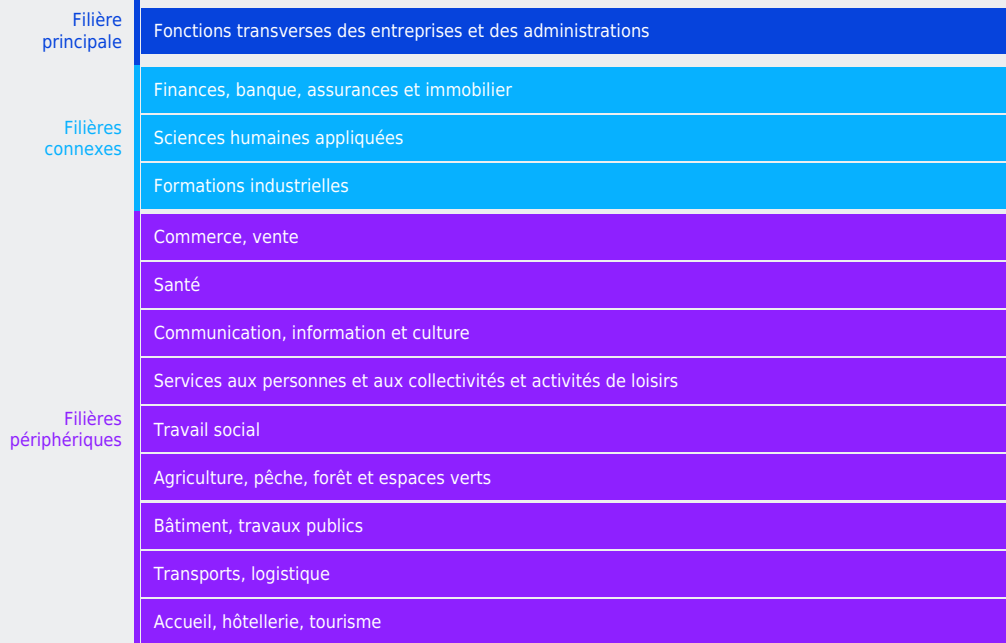 Filière
principale
Fonctions transverses des entreprises et des administrations
Filières
connexes
Finances, banque, assurances et immobilier
Sciences humaines appliquées
Formations industrielles
Filières
périphériques
Commerce, vente
Santé
Communication, information et culture
Services aux personnes et aux collectivités et activités de loisirs
Travail social
Agriculture, pêche, forêt et espaces verts
Bâtiment, travaux publics
Transports, logistique
Accueil, hôtellerie, tourisme